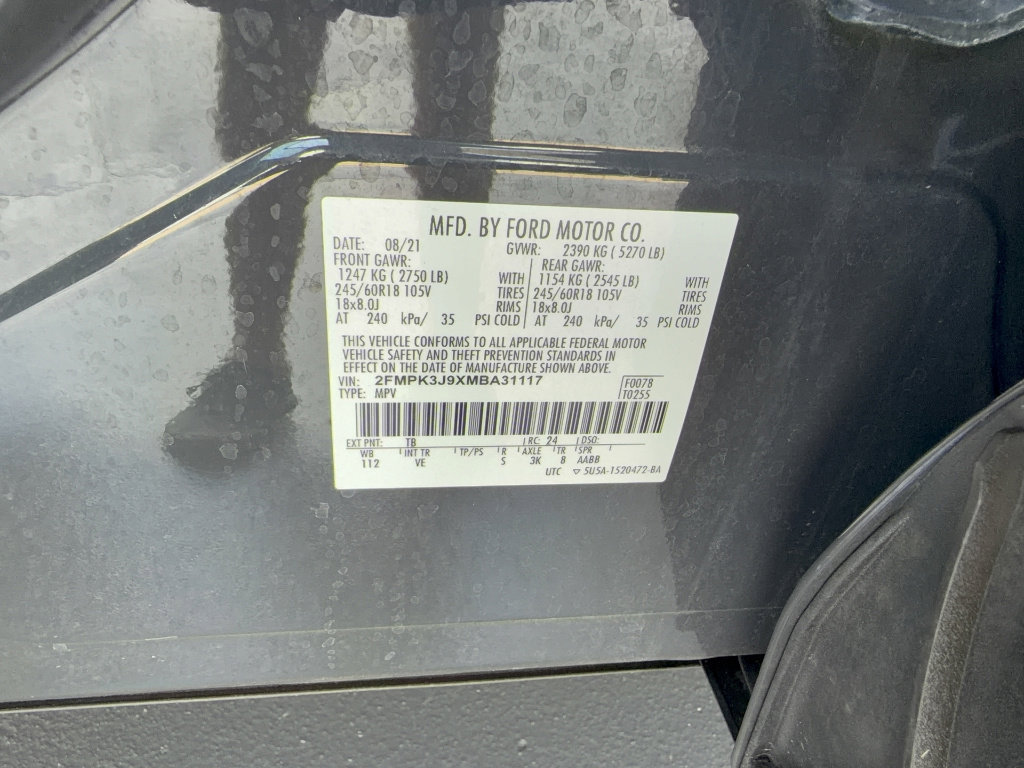 MFD. BY FORD MOTOR CO.
DATE: 08/21 GVWR: 2390 KG ( 5270 LB)
FRONT GAWR: REAR GAWR:
1247 KG ( 2750 LB) WITH 1154 KG ( 2545 LB) WITH
245/60R18 105V TIRES 245/60R18 105V TIRES
18x8.0J RIMS 18x8.0J RIMS
AT 240 kPa/ 35 PSI COLD AT 240 kPa/ 35 PSI COLD
THIS VEHICLE CONFORMS TO ALL APPLICABLE FEDERAL MOTOR
VEHICLE SAFETY AND THEFT PREVENTION STANDARDS IN
EFFECT ON THE DATE OF MANUFACTURE SHOWN ABOVE.
VIN: 2FMPK3J9XMBA31117 F0078
TYPE: MPV T0255
EXT PNT: TB RC: 24 DSO:
WB INT TR TP/PS R AXLE TR SPR
112 VE S 3K 8 AABB
UTC ▽ 5U5A-1520472-BA